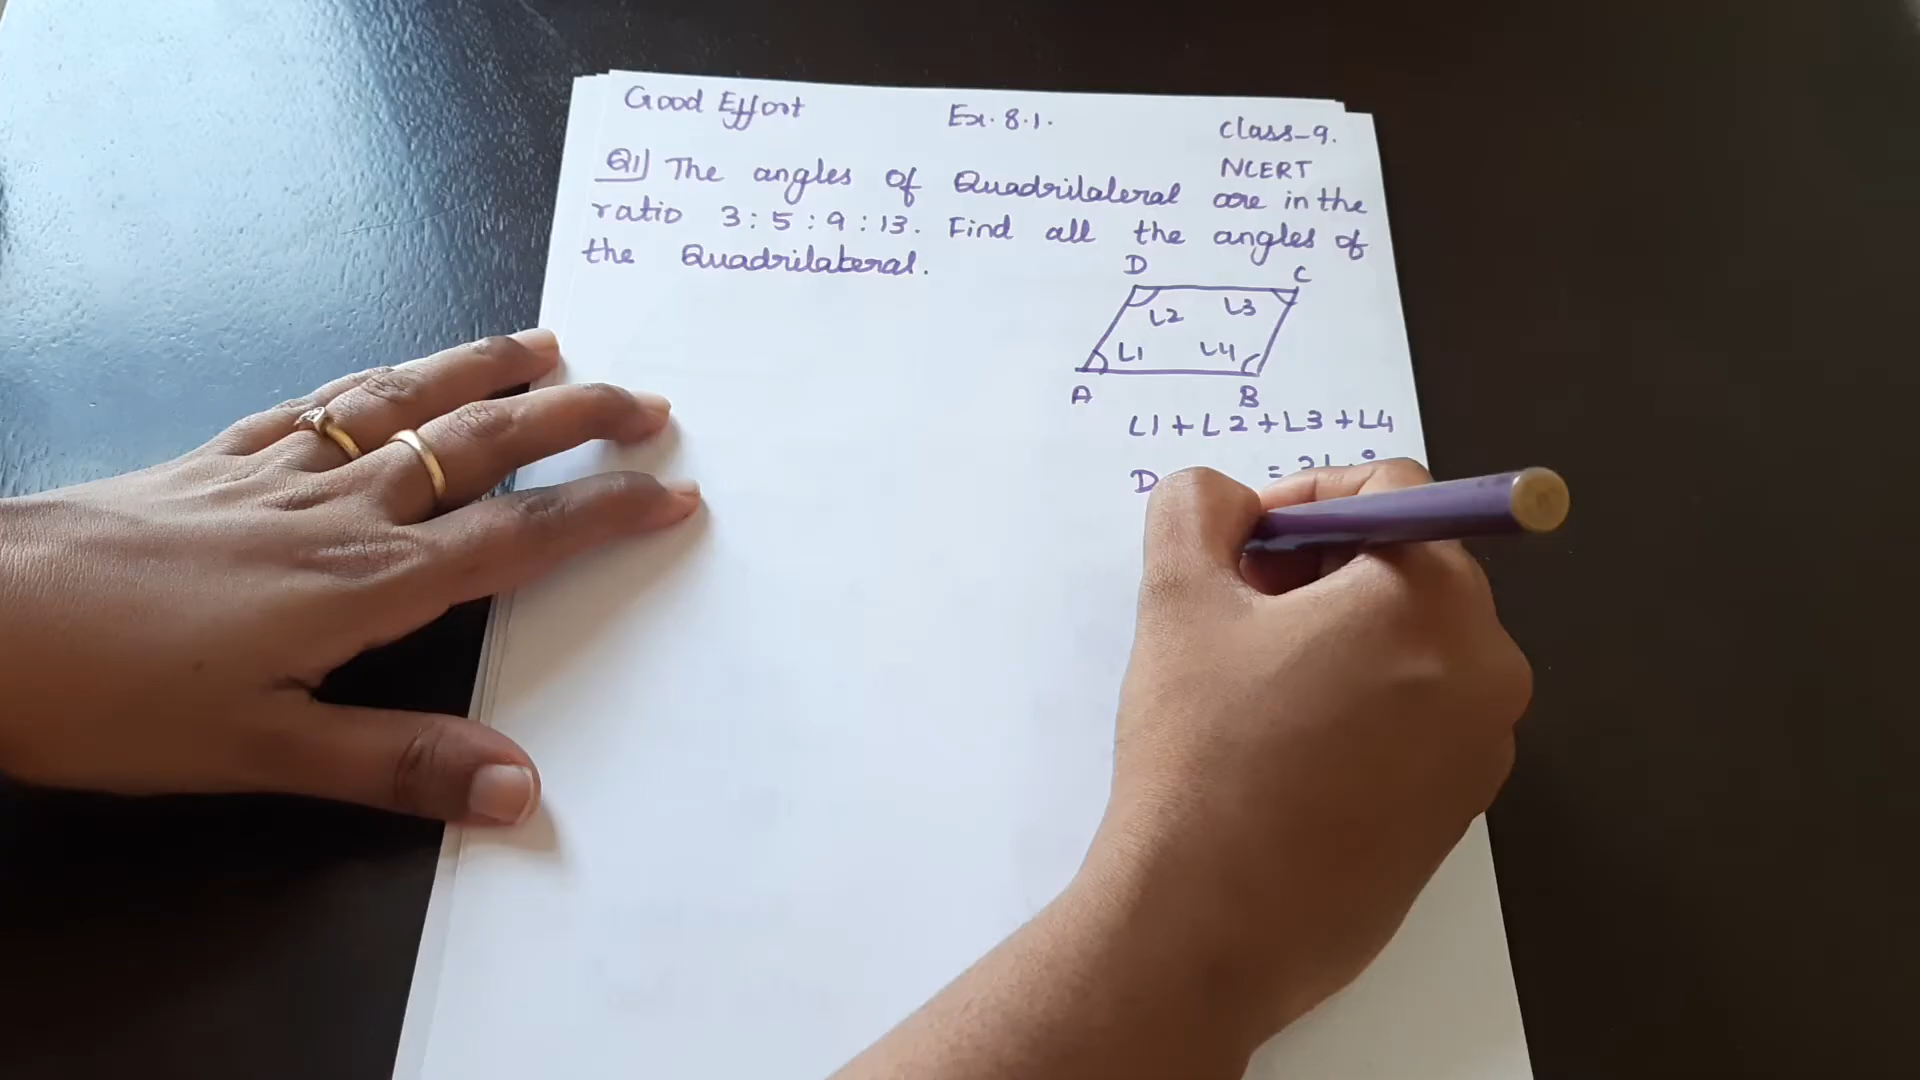 Good Effort Ex. 8.1. class-9.
NCERT
Q1) The angles of Quadrilateral are in the
ratio 3:5:9:13. Find all the angles of
the Quadrilateral.
D C
∠2 ∠3
∠1 ∠4
A B
∠1+∠2+∠3+∠4
D =